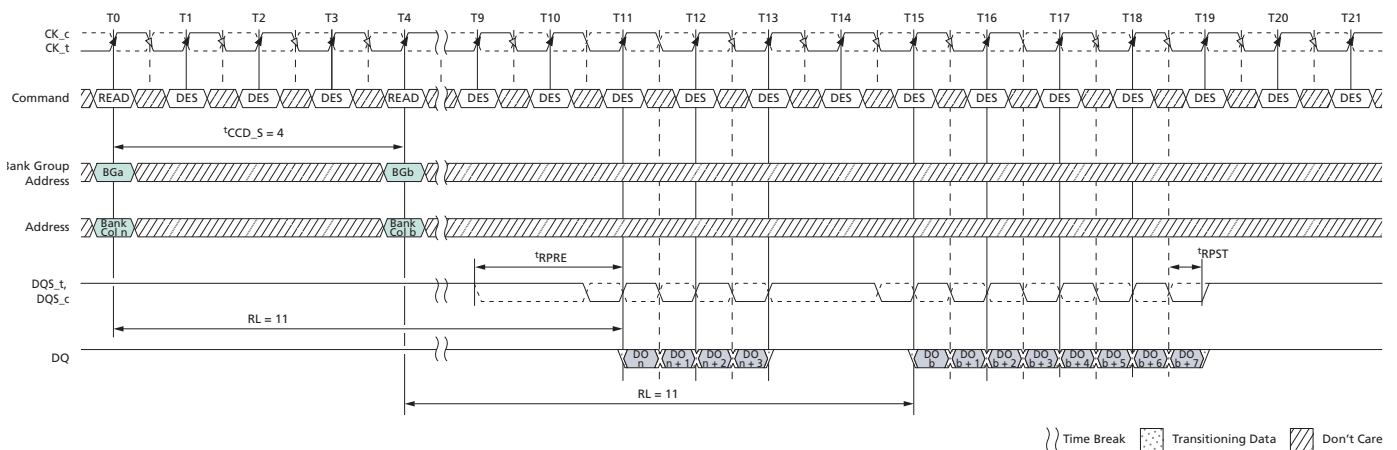 T0 T1 T2 T3 T4 T9 T10 T11 T12 T13 T14 T15 T16 T17 T18 T19 T20 T21
CK_c
CK_t
Command READ DES DES DES READ DES DES DES DES DES DES DES DES DES DES DES DES DES
tCCD_S = 4
Bank Group
Address
BGa BGb
Address
Bank
Col n
Bank
Col b
tRPRE tRPST
DQS_t,
DQS_c
RL = 11
DQ
DO
n
DO
n + 1
DO
n + 2
DO
n + 3
DO
b
DO
b + 1
DO
b + 2
DO
b + 3
DO
b + 4
DO
b + 5
DO
b + 6
DO
b + 7
RL = 11
Time Break Transitioning Data Don't Care